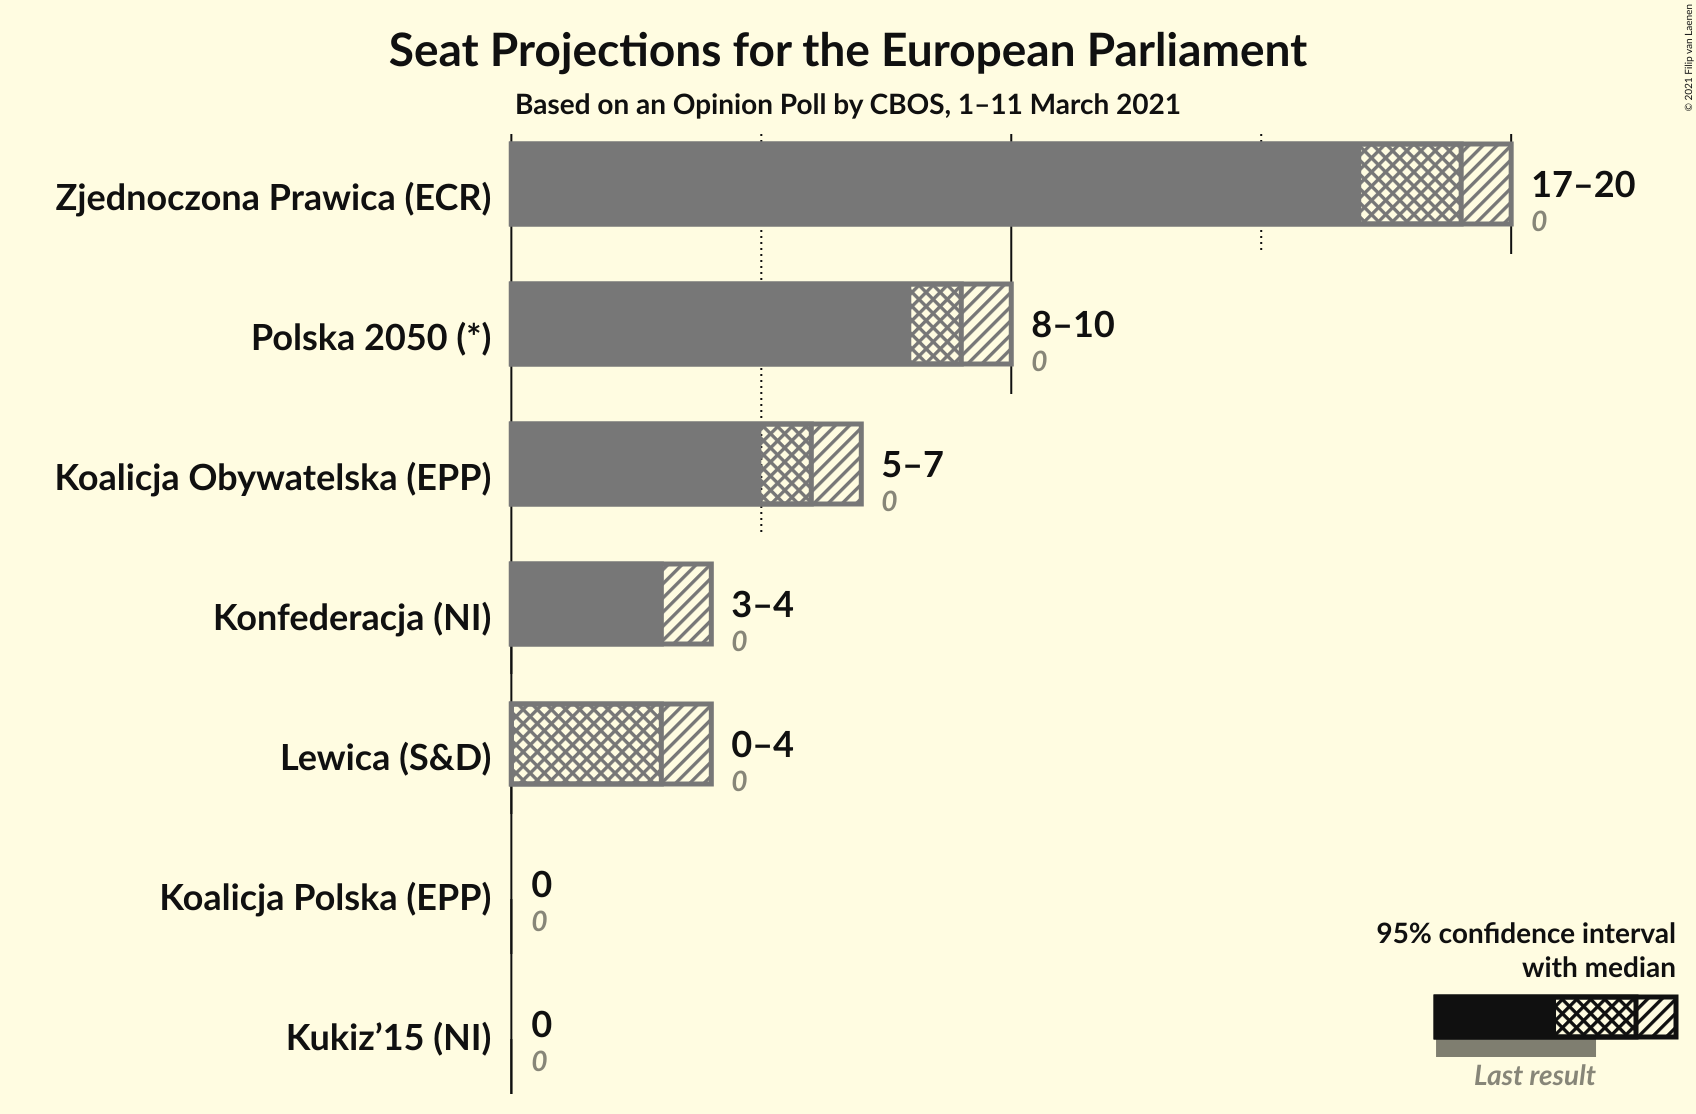 Seat Projections for the European Parliament
Based on an Opinion Poll by CBOS, 1–11 March 2021
© 2021 Filip van Laenen
Zjednoczona Prawica (ECR)
17–20
0
Polska 2050 (*)
8–10
0
Koalicja Obywatelska (EPP)
5–7
0
Konfederacja (NI)
3–4
0
Lewica (S&D)
0–4
0
Koalicja Polska (EPP)
0
0
Kukiz’15 (NI)
0
0
95% confidence interval
with median
Last result